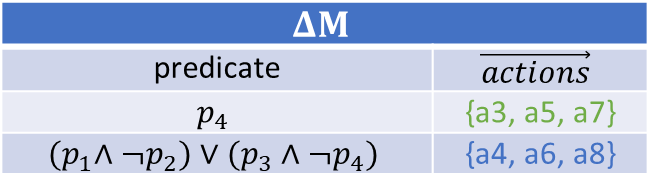 ΔM
predicate actions
p₄ {a3, a5, a7}
(p₁∧ ¬p₂) ∨ (p₃ ∧ ¬p₄) {a4, a6, a8}